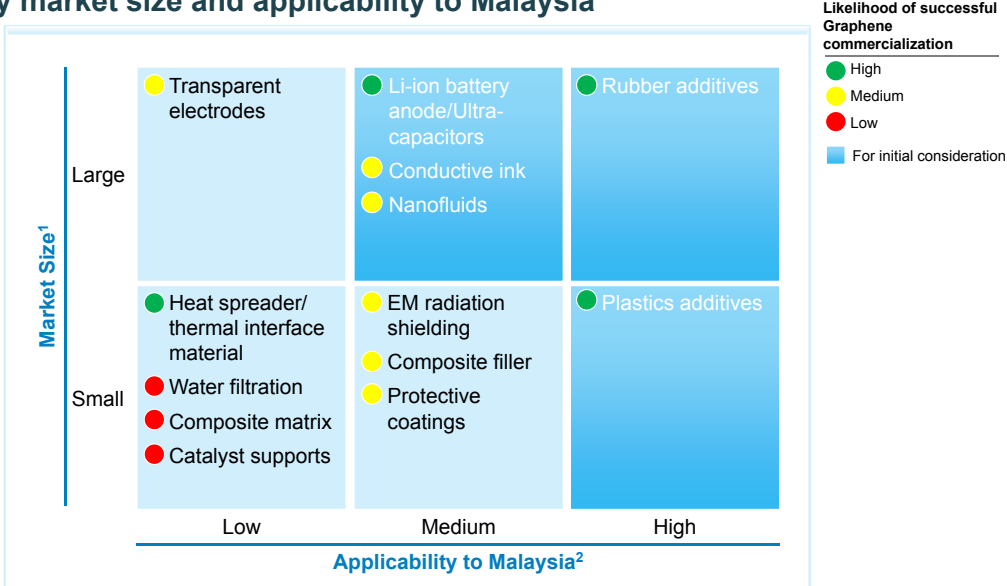 y market size and applicability to Malaysia
Likelihood of successful
Graphene
commercialization
High
Medium
Low
For initial consideration
Market Size1
Large
Transparent
electrodes
Li-ion battery
anode/Ultra-
capacitors
Conductive ink
Nanofluids
Rubber additives
Small
Heat spreader/
thermal interface
material
Water filtration
Composite matrix
Catalyst supports
EM radiation
shielding
Composite filler
Protective
coatings
Plastics additives
Low
Medium
High
Applicability to Malaysia2